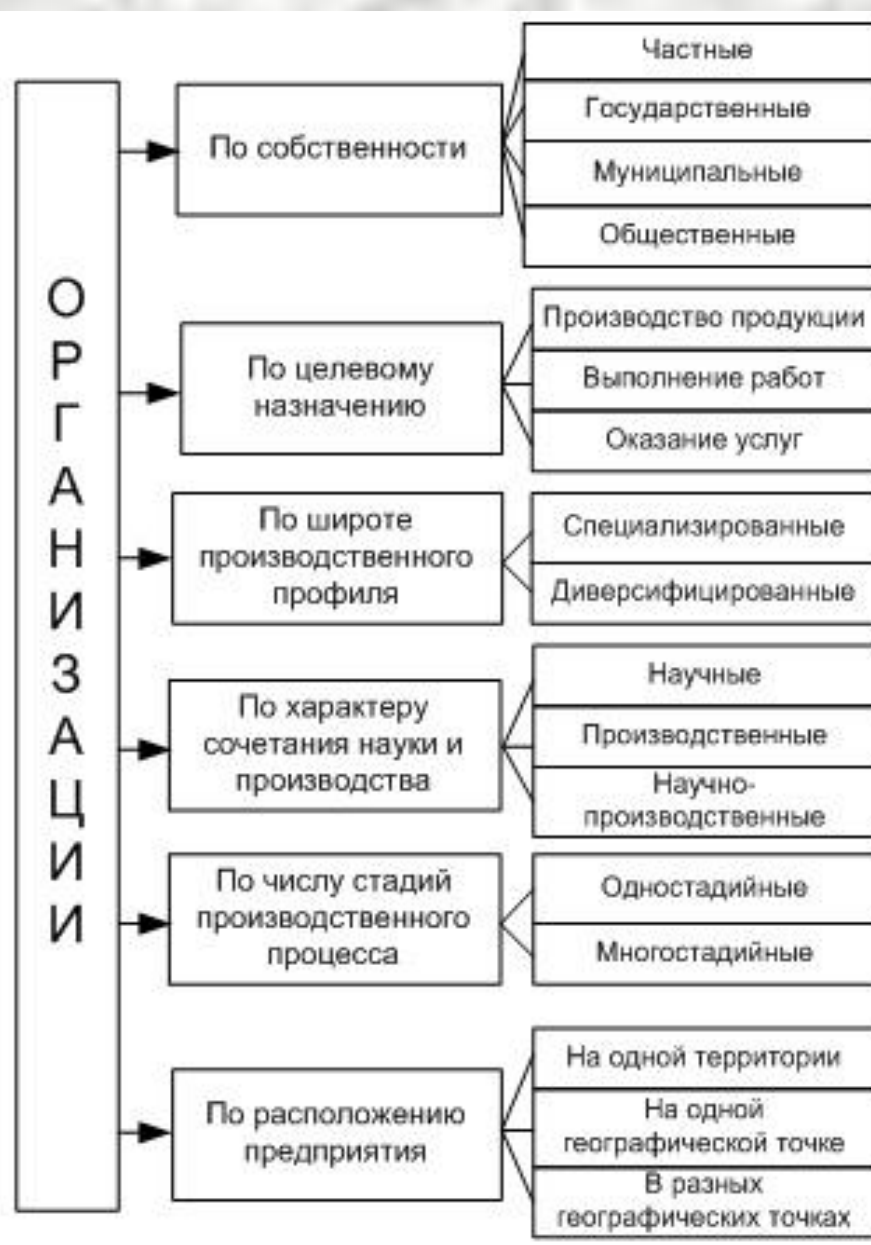 ОРГАНИЗАЦИИ
По собственности
Частные
Государственные
Муниципальные
Общественные
По целевому
назначению
Производство продукции
Выполнение работ
Оказание услуг
По широте
производственного
профиля
Специализированные
Диверсифицированные
По характеру
сочетания науки и
производства
Научные
Производственные
Научно-
производственные
По числу стадий
производственного
процесса
Одностадийные
Многостадийные
По расположению
предприятия
На одной территории
На одной
географической точке
В разных
географических точках